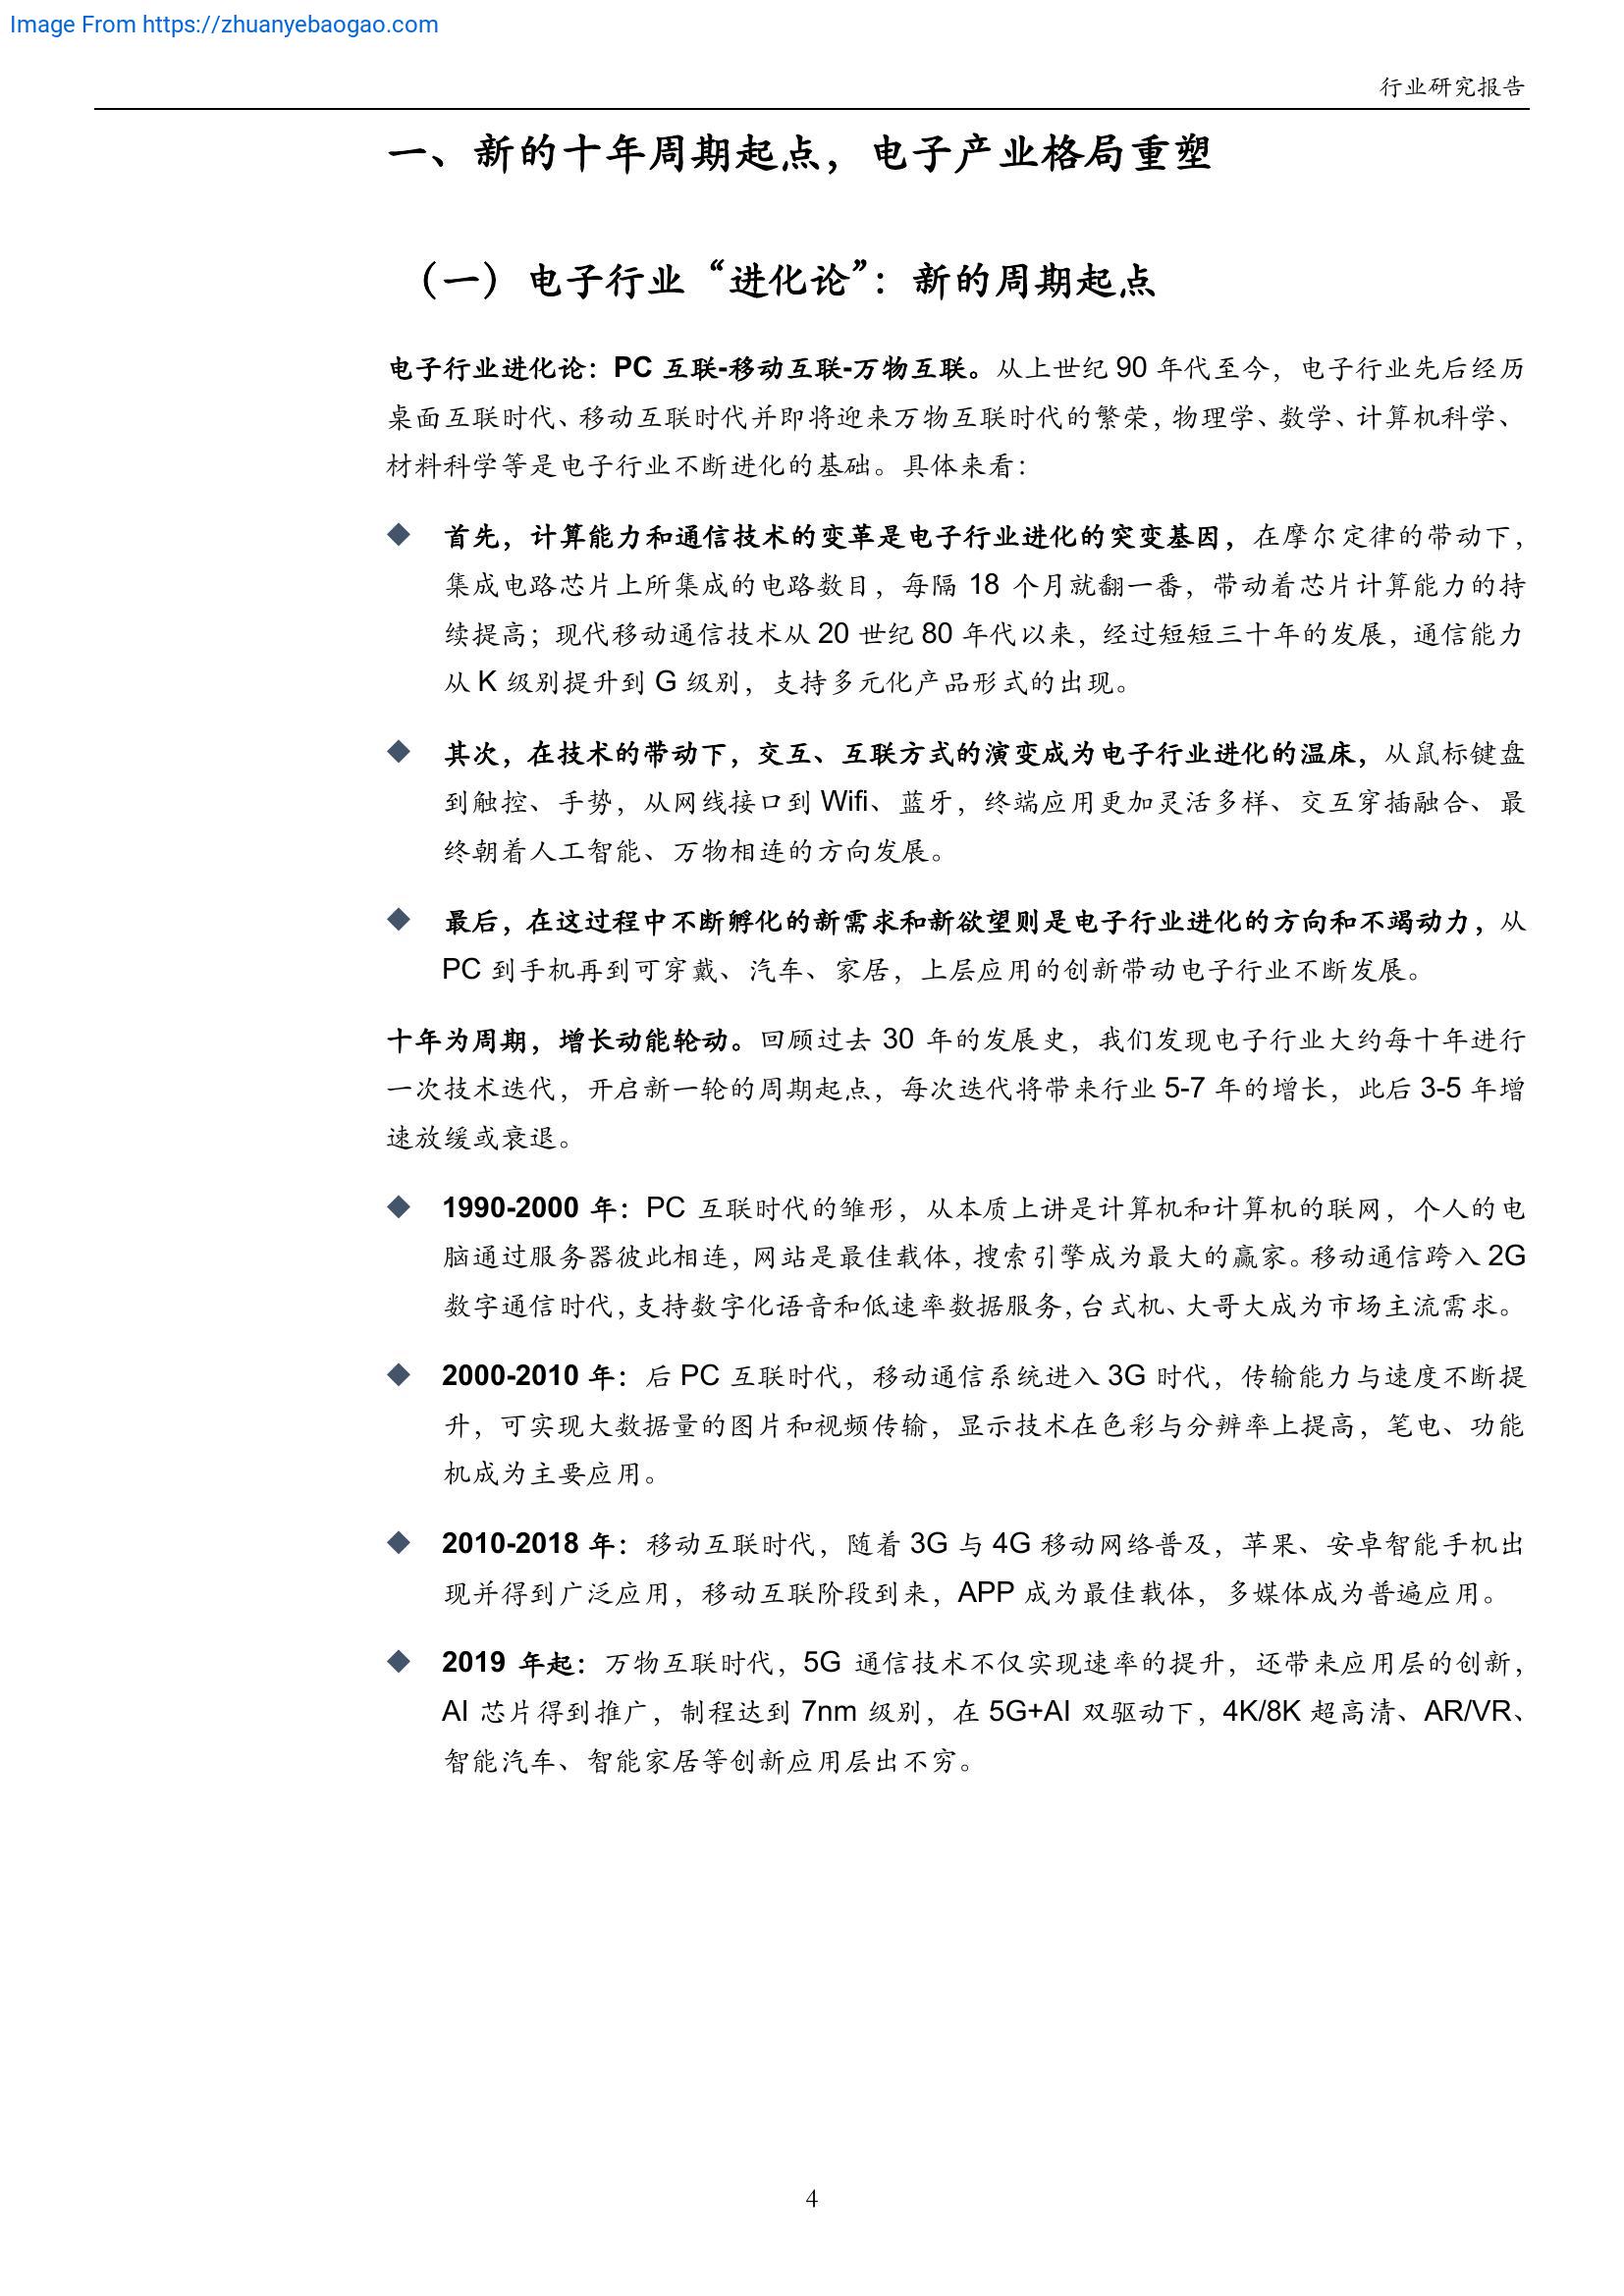 Image From https://zhuanyebaogao.com
行业研究报告
一、新的十年周期起点，电子产业格局重塑
（一）电子行业“进化论”：新的周期起点
电子行业进化论：PC 互联-移动互联-万物互联。从上世纪 90 年代至今，电子行业先后经历
桌面互联时代、移动互联时代并即将迎来万物互联时代的繁荣，物理学、数学、计算机科学、
材料科学等是电子行业不断进化的基础。具体来看：
◆ 首先，计算能力和通信技术的变革是电子行业进化的突变基因，在摩尔定律的带动下，
集成电路芯片上所集成的电路数目，每隔 18 个月就翻一番，带动着芯片计算能力的持
续提高；现代移动通信技术从 20 世纪 80 年代以来，经过短短三十年的发展，通信能力
从 K 级别提升到 G 级别，支持多元化产品形式的出现。
◆ 其次，在技术的带动下，交互、互联方式的演变成为电子行业进化的温床，从鼠标键盘
到触控、手势，从网线接口到 Wifi、蓝牙，终端应用更加灵活多样、交互穿插融合、最
终朝着人工智能、万物相连的方向发展。
◆ 最后，在这过程中不断孵化的新需求和新欲望则是电子行业进化的方向和不竭动力，从
PC 到手机再到可穿戴、汽车、家居，上层应用的创新带动电子行业不断发展。
十年为周期，增长动能轮动。回顾过去 30 年的发展史，我们发现电子行业大约每十年进行
一次技术迭代，开启新一轮的周期起点，每次迭代将带来行业 5-7 年的增长，此后 3-5 年增
速放缓或衰退。
◆ 1990-2000 年：PC 互联时代的雏形，从本质上讲是计算机和计算机的联网，个人的电
脑通过服务器彼此相连，网站是最佳载体，搜索引擎成为最大的赢家。移动通信跨入 2G
数字通信时代，支持数字化语音和低速率数据服务，台式机、大哥大成为市场主流需求。
◆ 2000-2010 年：后 PC 互联时代，移动通信系统进入 3G 时代，传输能力与速度不断提
升，可实现大数据量的图片和视频传输，显示技术在色彩与分辨率上提高，笔电、功能
机成为主要应用。
◆ 2010-2018 年：移动互联时代，随着 3G 与 4G 移动网络普及，苹果、安卓智能手机出
现并得到广泛应用，移动互联阶段到来，APP 成为最佳载体，多媒体成为普遍应用。
◆ 2019 年起：万物互联时代，5G 通信技术不仅实现速率的提升，还带来应用层的创新，
AI 芯片得到推广，制程达到 7nm 级别，在 5G+AI 双驱动下，4K/8K 超高清、AR/VR、
智能汽车、智能家居等创新应用层出不穷。
4